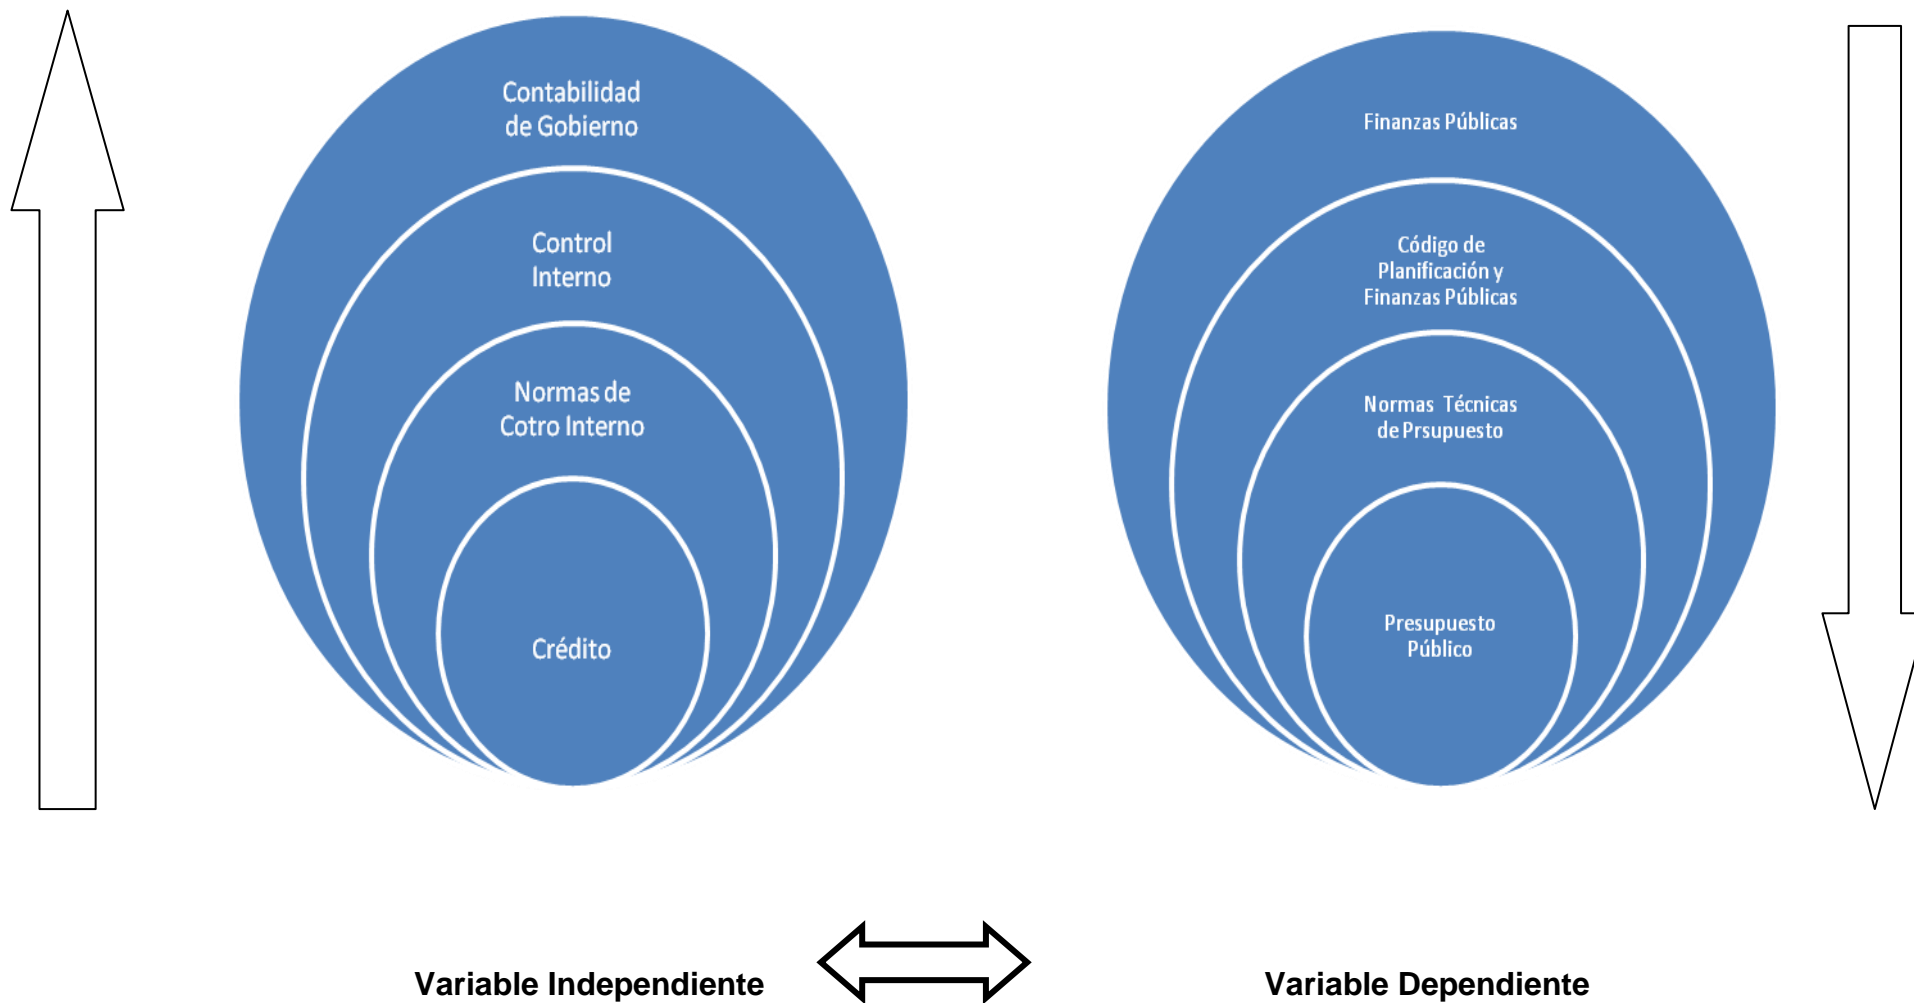 Contabilidad
de Gobierno
Control
Interno
Normas de
Cotro Interno
Crédito
Finanzas Públicas
Código de
Planificación y
Finanzas Públicas
Normas Técnicas
de Prsupuesto
Presupuesto
Público
Variable Independiente
Variable Dependiente